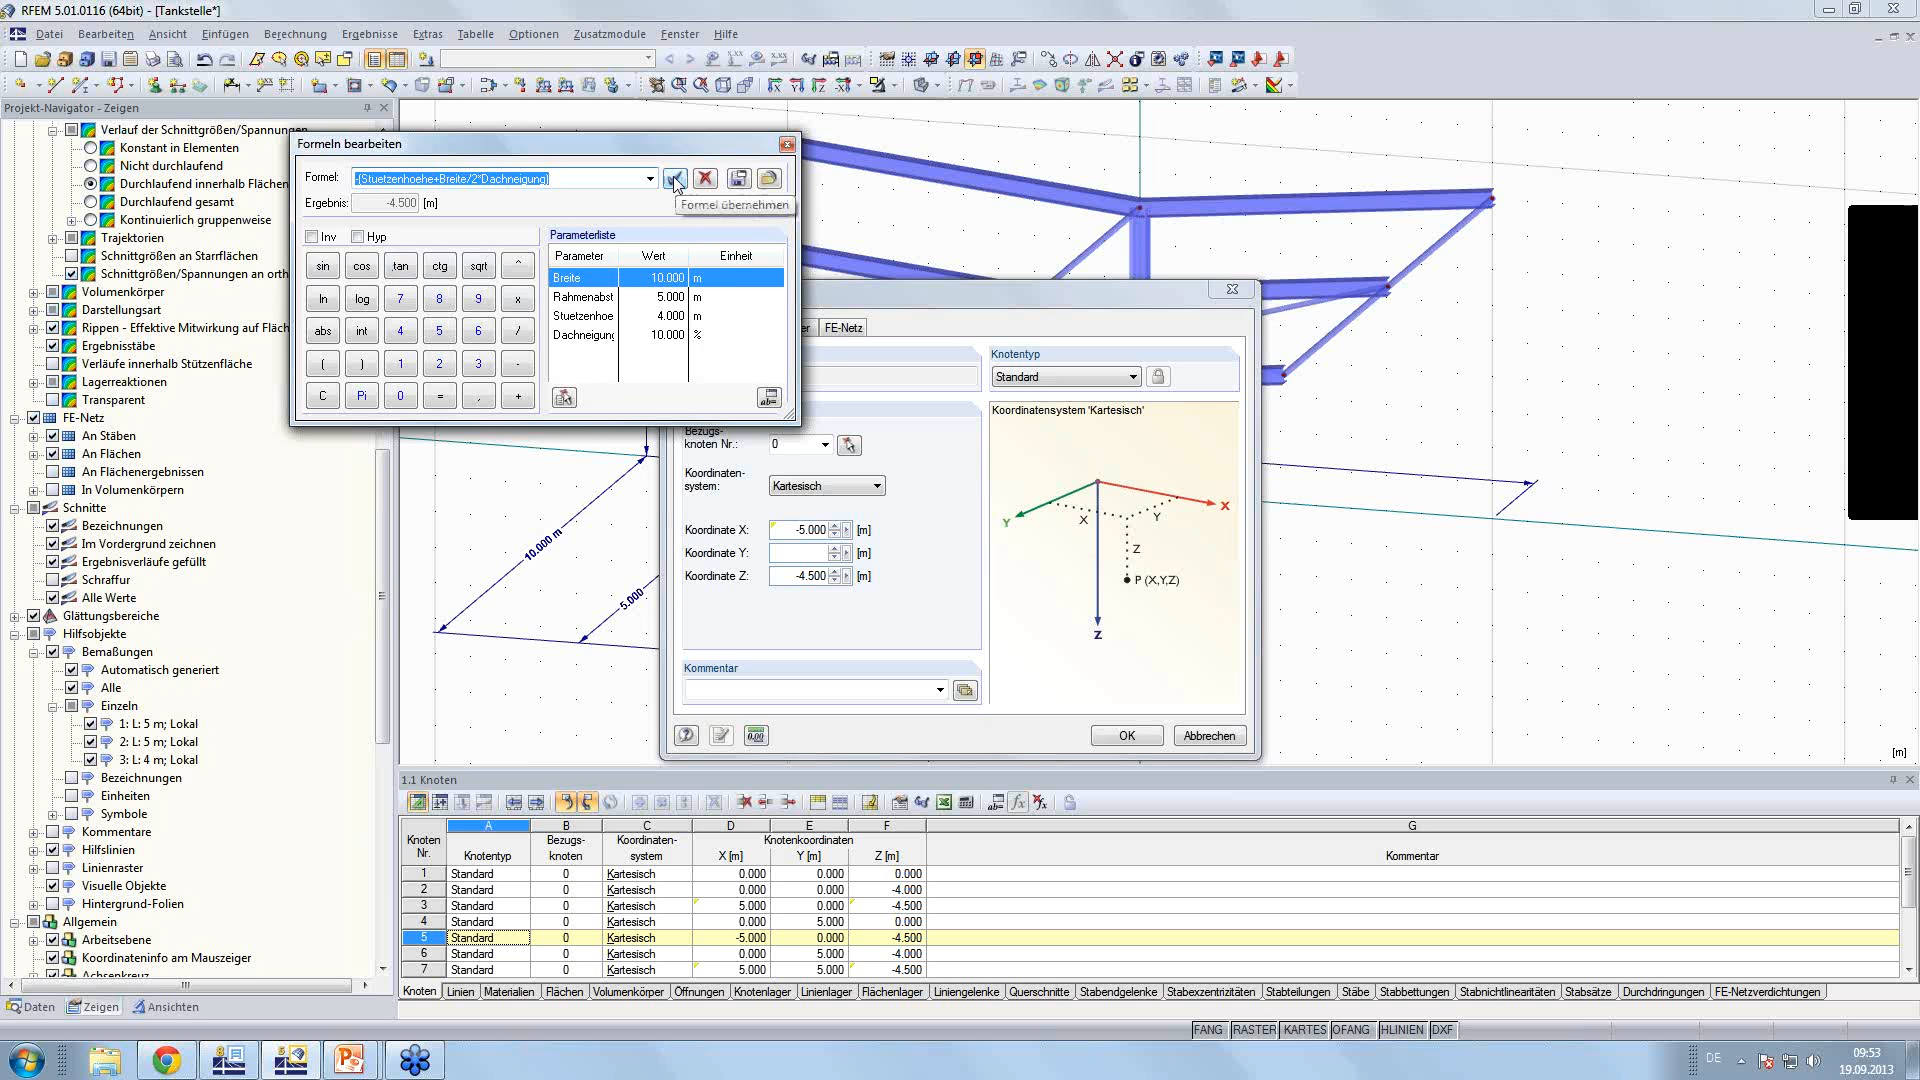 RFEM 5.01.0116 (64bit) - [Tankstelle*]
Datei Bearbeiten Ansicht Einfügen Berechnung Ergebnisse Extras Tabelle Optionen Zusatzmodule Fenster Hilfe
Projekt-Navigator - Zeigen
Verlauf der Schnittgrößen/Spannungen
Konstant in Elementen
Nicht durchlaufend
Durchlaufend innerhalb Flächen
Durchlaufend gesamt
Kontinuierlich gruppenweise
Trajektorien
Schnittgrößen an Starrflächen
Schnittgrößen/Spannungen an orth
Volumenkörper
Darstellungsart
Rippen - Effektive Mitwirkung auf Fläch
Ergebnisstäbe
Verläufe innerhalb Stützenfläche
Lagerreaktionen
Transparent
FE-Netz
An Stäben
An Flächen
An Flächenergebnissen
In Volumenkörpern
Schnitte
Bezeichnungen
Im Vordergrund zeichnen
Ergebnisverläufe gefüllt
Schraffur
Alle Werte
Glättungsbereiche
Hilfsobjekte
Bemaßungen
Automatisch generiert
Alle
Einzeln
1: L: 5 m; Lokal
2: L: 5 m; Lokal
3: L: 4 m; Lokal
Bezeichnungen
Einheiten
Symbole
Kommentare
Hilfslinien
Linienraster
Visuelle Objekte
Hintergrund-Folien
Allgemein
Arbeitsebene
Koordinateninfo am Mauszeiger
Achsenkreuz
Daten Zeigen Ansichten
Formeln bearbeiten
Formel: -(Stuetzenhoehe+Breite/2*Dachneigung)
Ergebnis: -4.500 [m]
Formel übernehmen
Inv Hyp
sin cos tan ctg sqrt ^
ln log 7 8 9 x
abs int 4 5 6 /
( ) 1 2 3 -
C Pi 0 = , +
Parameterliste
Parameter Wert Einheit
Breite 10.000 m
Rahmenabst 5.000 m
Stuetzenhoe 4.000 m
Dachneigung 10.000 %
ab=
er FE-Netz
Knotentyp
Standard
Bezugs-
knoten Nr.: 0
Koordinaten-
system: Kartesisch
Koordinate X: -5.000 [m]
Koordinate Y: [m]
Koordinate Z: -4.500 [m]
Koordinatensystem 'Kartesisch'
X
Y
X
Y
Z
P (X,Y,Z)
Z
Kommentar
0.00
OK Abbrechen
10.000 m
5.000
[m]
1.1 Knoten
A B C D E F G
Knoten Nr.
Knotentyp
Bezugs-
knoten
Koordinaten-
system
Knotenkoordinaten
X [m] Y [m] Z [m]
Kommentar
1 Standard 0 Kartesisch 0.000 0.000 0.000
2 Standard 0 Kartesisch 0.000 0.000 -4.000
3 Standard 0 Kartesisch 5.000 0.000 -4.500
4 Standard 0 Kartesisch 0.000 5.000 0.000
5 Standard 0 Kartesisch -5.000 0.000 -4.500
6 Standard 0 Kartesisch 0.000 5.000 -4.000
7 Standard 0 Kartesisch 5.000 5.000 -4.500
Knoten Linien Materialien Flächen Volumenkörper Öffnungen Knotenlager Linienlager Flächenlager Liniengelenke Querschnitte Stabendgelenke Stabexzentrizitäten Stabteilungen Stäbe Stabbettungen Stabnichtlinearitäten Stabsätze Durchdringungen FE-Netzverdichtungen
FANG RASTER KARTES OFANG HLINIEN DXF
DE
09:53
19.09.2013